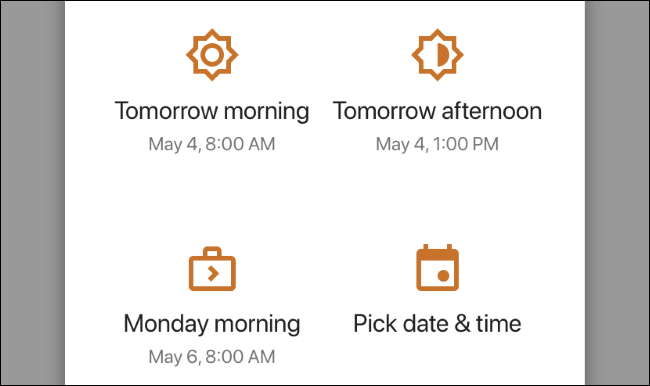 Tomorrow morning
Tomorrow afternoon
May 4, 8:00 AM
May 4, 1:00 PM
Monday morning
Pick date & time
May 6, 8:00 AM